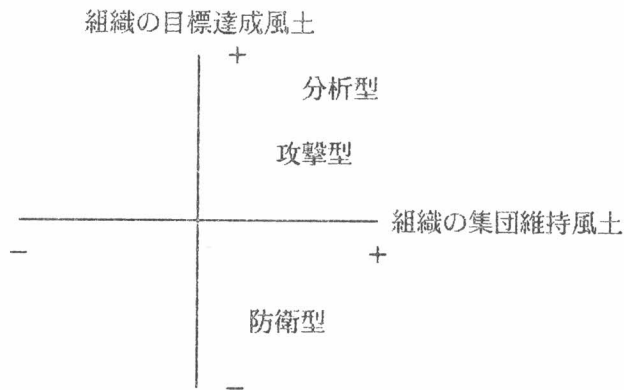 組織の目標達成風土
+
分析型
攻撃型
組織の集団維持風土
−
+
防衛型
−